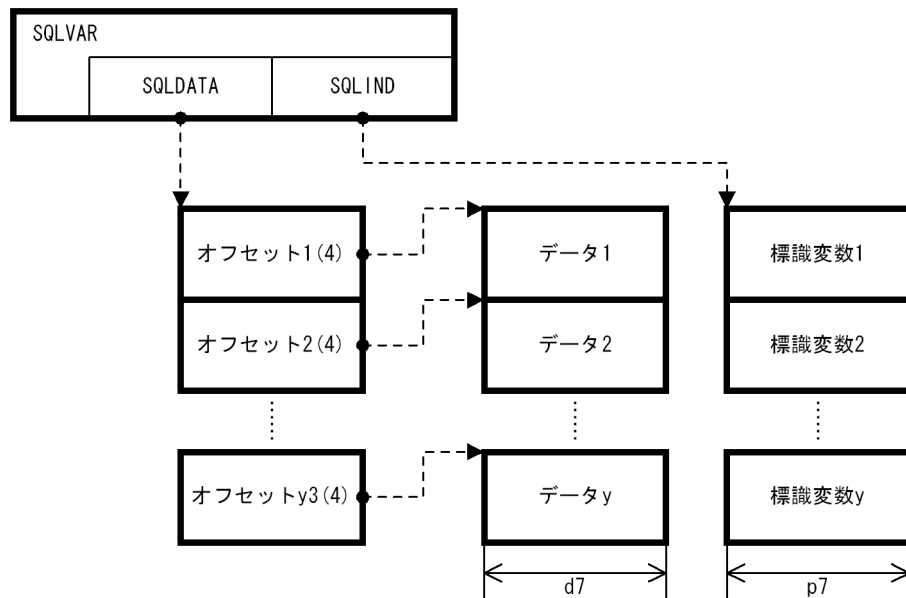 SQLVAR
SQLDATA SQLIND
オフセット1(4) データ1 標識変数1
オフセット2(4) データ2 標識変数2
オフセットy3(4) データy 標識変数y
d7 p7